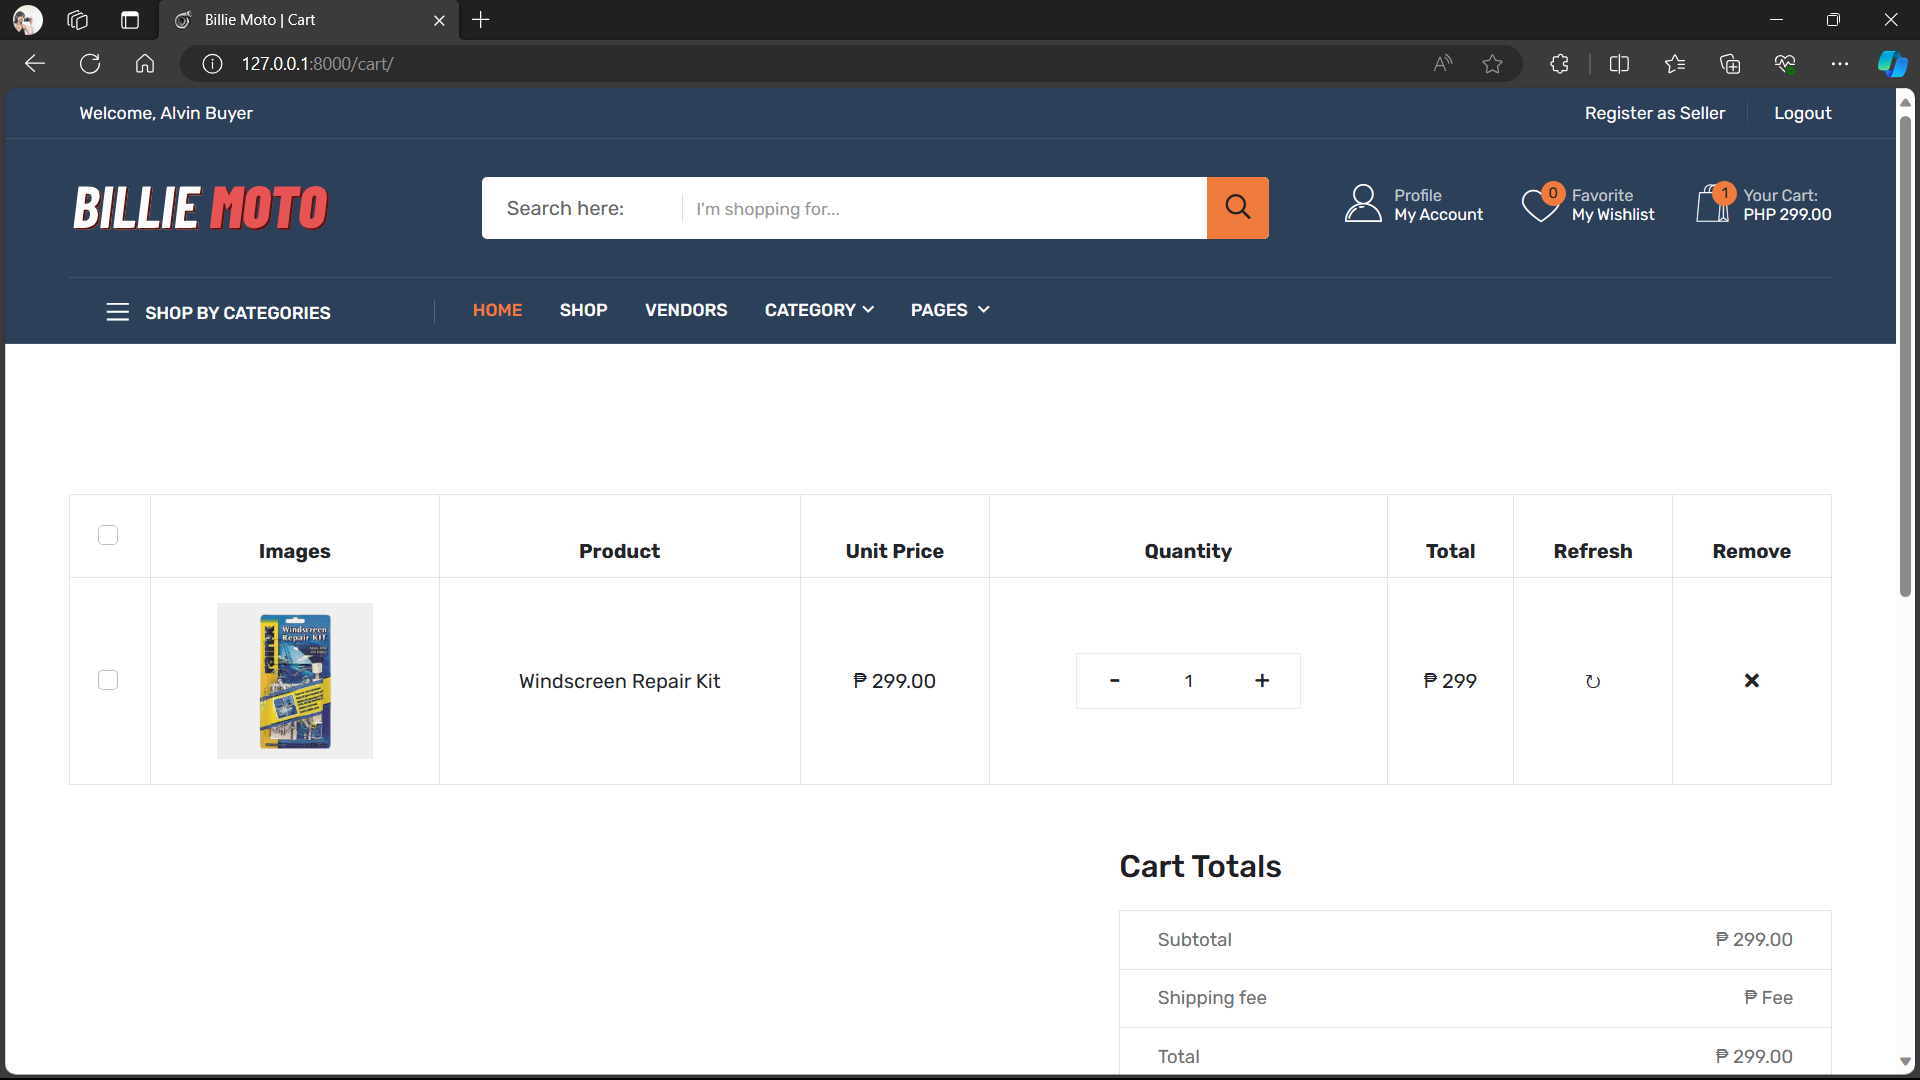 Billie Moto | Cart
127.0.0.1:8000/cart/
Welcome, Alvin Buyer
Register as Seller
Logout
BILLIE MOTO
Search here:
I'm shopping for...
Profile
My Account
0
Favorite
My Wishlist
1
Your Cart:
PHP 299.00
SHOP BY CATEGORIES
HOME
SHOP
VENDORS
CATEGORY
PAGES
Images
Product
Unit Price
Quantity
Total
Refresh
Remove
Windscreen
Repair KIT
Windscreen Repair Kit
₱ 299.00
- 1 +
₱ 299
Cart Totals
Subtotal
₱ 299.00
Shipping fee
₱ Fee
Total
₱ 299.00